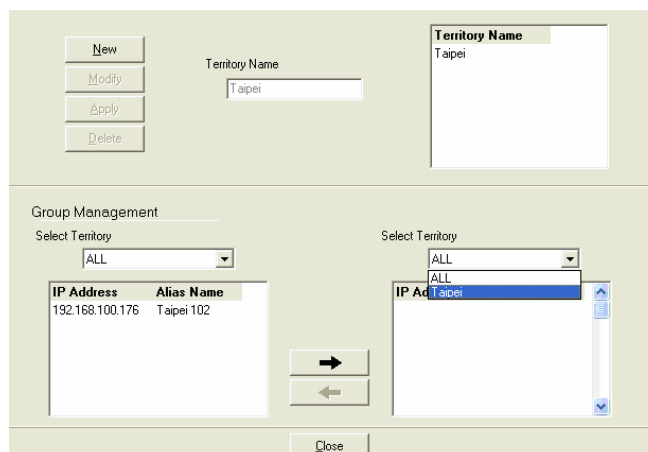 New
Modify
Apply
Delete
Territory Name
Taipei
Territory Name
Taipei
Group Management
Select Territory
ALL
IP Address Alias Name
192.168.100.176 Taipei 102
Select Territory
ALL
ALL
Taipei
IP Ad
Close